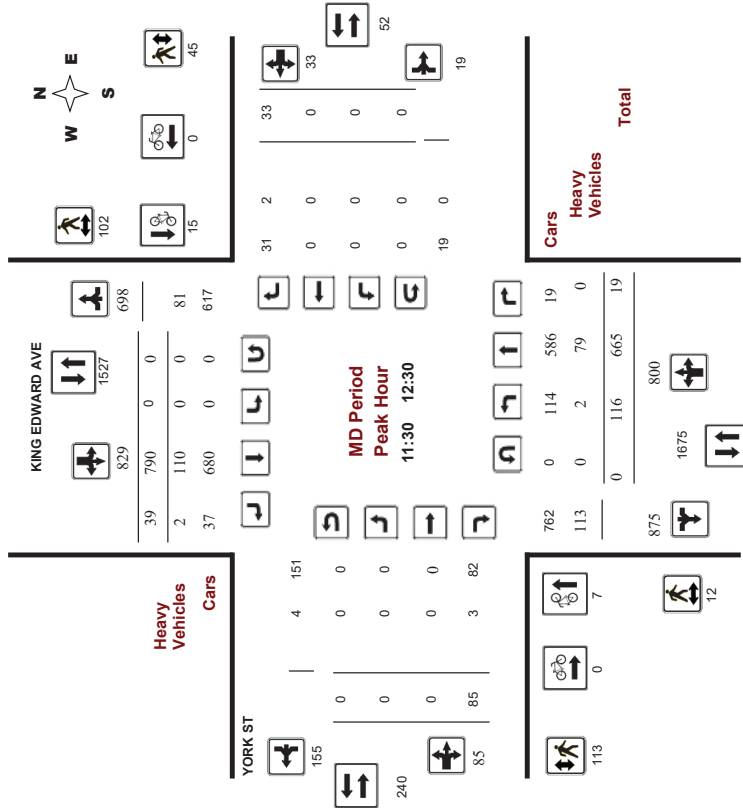 KING EDWARD AVE
829 1527 698
39 790 0 0
Heavy
Vehicles
2 110 0 0 81
Cars
37 680 0 0 617
N
W E
S
102 45
15 0
YORK ST
155 4 151
0 0 0
240
0 0 0
0 0 0
85 85 3 82
MD Period
Peak Hour
11:30 12:30
31 2 33 33
0 0 0
52
0 0 0
0 0 0
19 0 19
762 0 114 586 19 Cars
113 0 2 79 0 Heavy
Vehicles
0 116 665 19 Total
875 1675 800
113 0 7
12